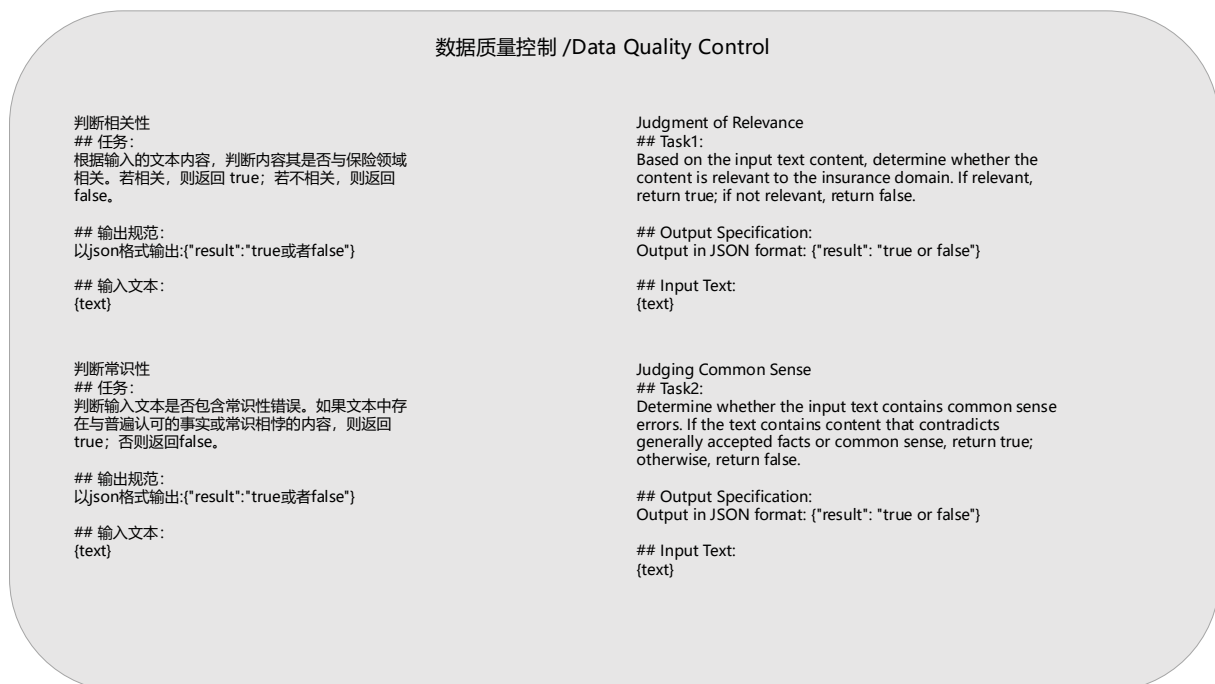 数据质量控制 /Data Quality Control
判断相关性
## 任务：
根据输入的文本内容，判断内容其是否与保险领域
相关。若相关，则返回 true；若不相关，则返回
false。
## 输出规范：
以json格式输出:{"result":"true或者false"}
## 输入文本：
{text}
判断常识性
## 任务：
判断输入文本是否包含常识性错误。如果文本中存
在与普遍认可的事实或常识相悖的内容，则返回
true；否则返回false。
## 输出规范：
以json格式输出:{"result":"true或者false"}
## 输入文本：
{text}
Judgment of Relevance
## Task1:
Based on the input text content, determine whether the
content is relevant to the insurance domain. If relevant,
return true; if not relevant, return false.
## Output Specification:
Output in JSON format: {"result": "true or false"}
## Input Text:
{text}
Judging Common Sense
## Task2:
Determine whether the input text contains common sense
errors. If the text contains content that contradicts
generally accepted facts or common sense, return true;
otherwise, return false.
## Output Specification:
Output in JSON format: {"result": "true or false"}
## Input Text:
{text}